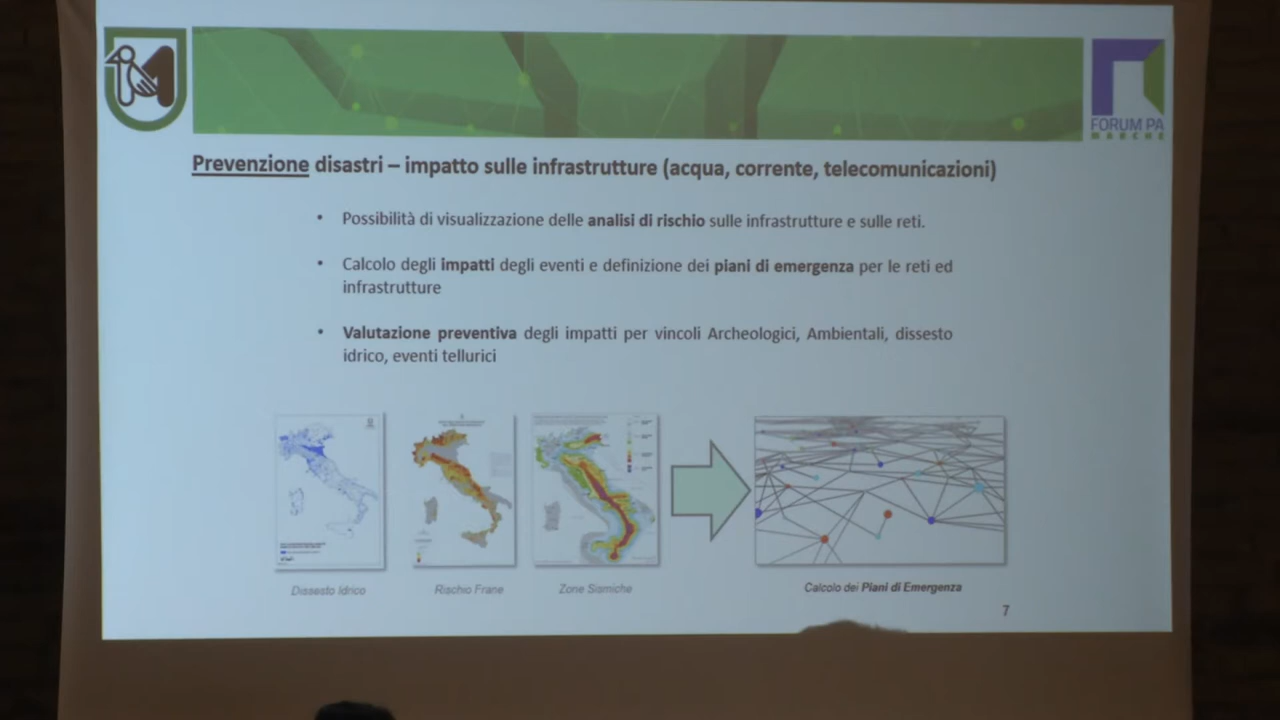 FORUM PA
MARCHE
Prevenzione disastri – impatto sulle infrastrutture (acqua, corrente, telecomunicazioni)
• Possibilità di visualizzazione delle analisi di rischio sulle infrastrutture e sulle reti.
• Calcolo degli impatti degli eventi e definizione dei piani di emergenza per le reti ed
infrastrutture
• Valutazione preventiva degli impatti per vincoli Archeologici, Ambientali, dissesto
idrico, eventi tellurici
Dissesto Idrico
Rischio Frane
Zone Sismiche
Calcolo dei Piani di Emergenza
7